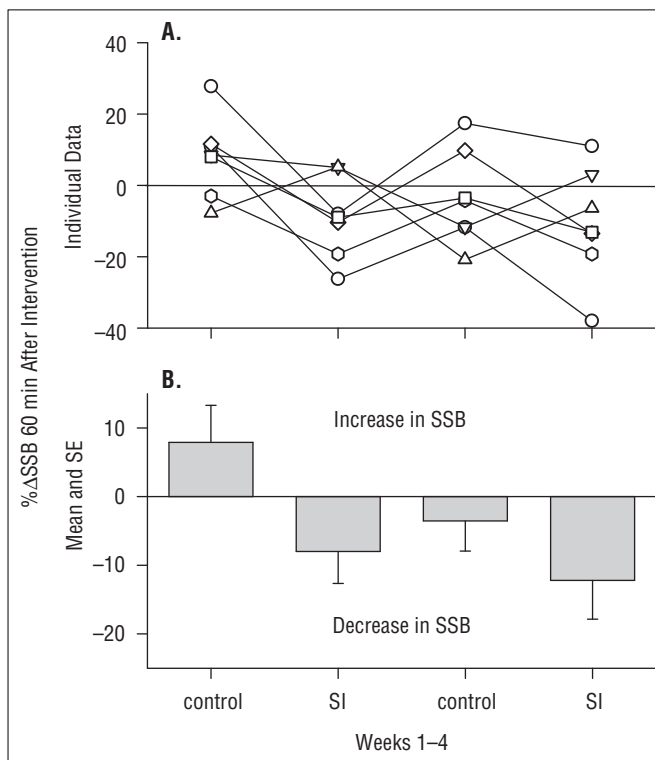 A.
40
20
0
−20
−40
Individual Data
%ΔSSB 60 min After Intervention
B.
10
0
−10
−20
Mean and SE
Increase in SSB
Decrease in SSB
control SI control SI
Weeks 1–4